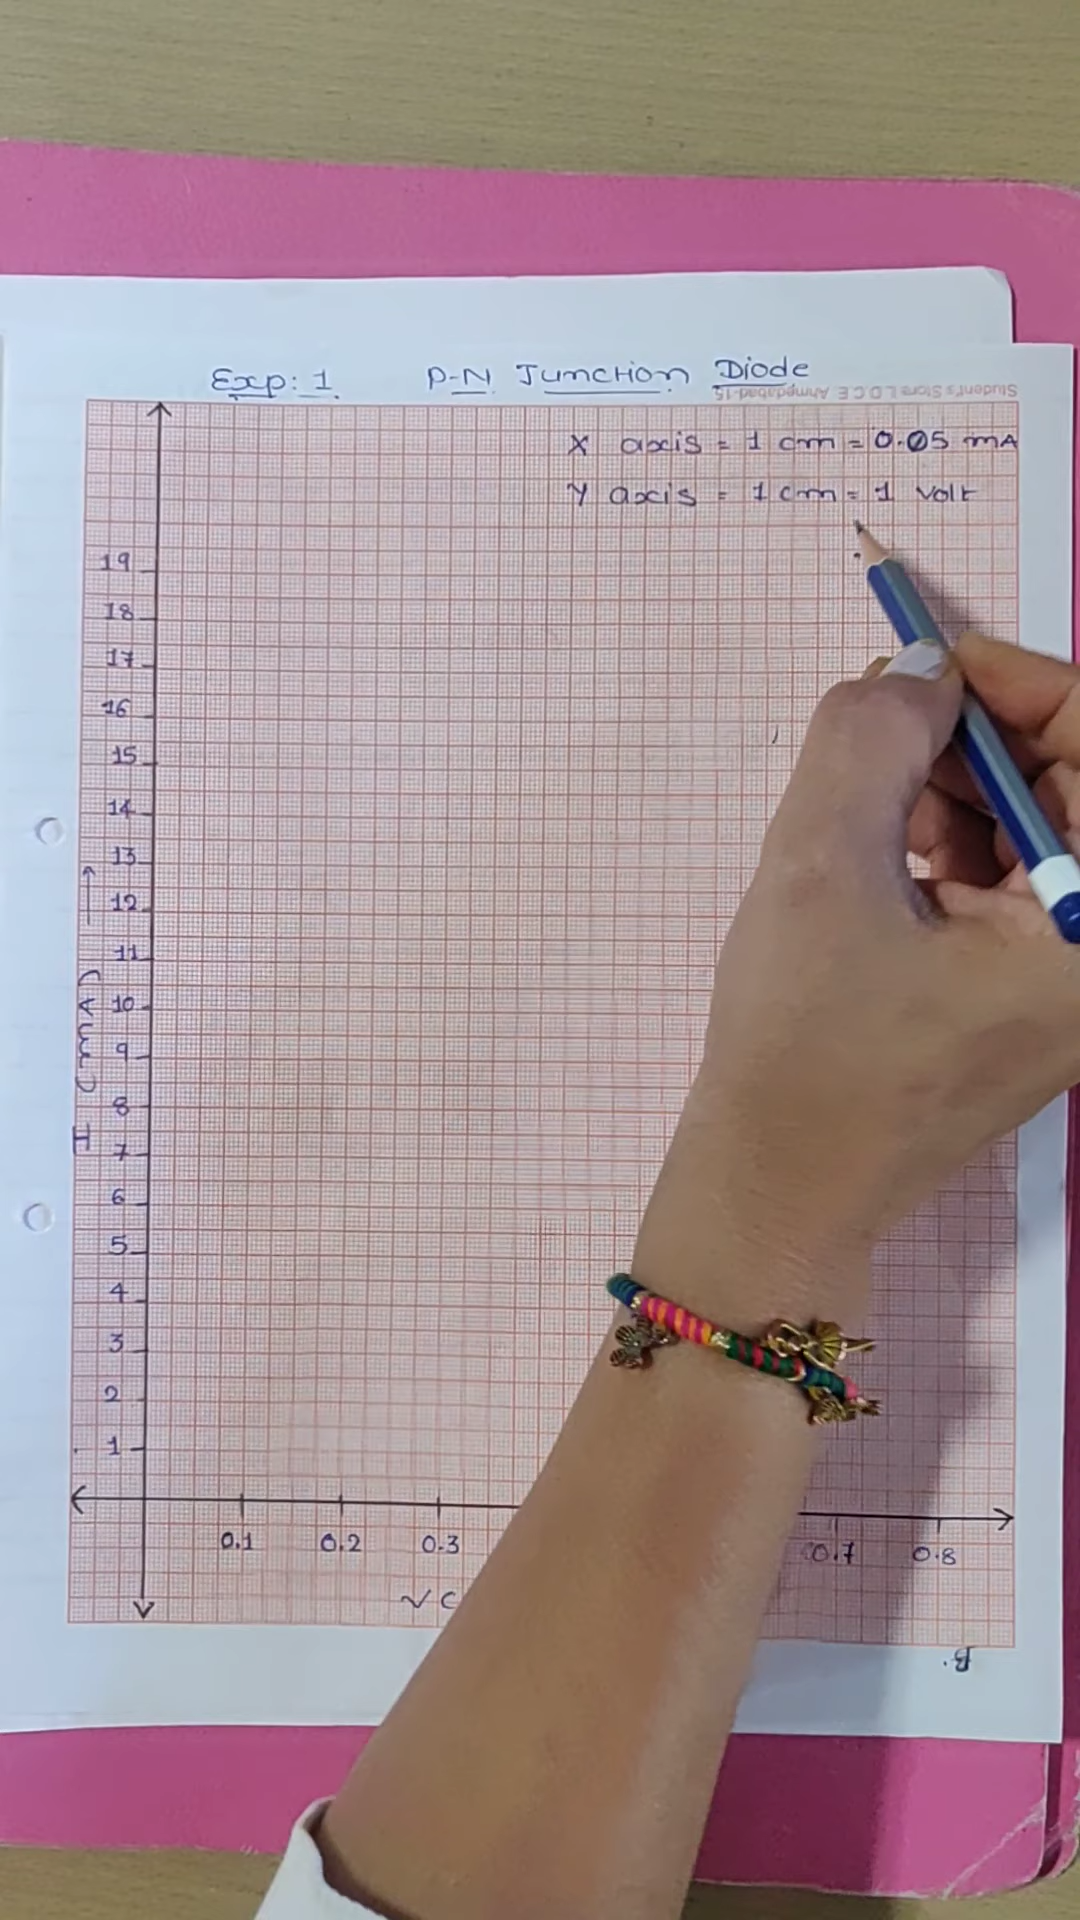 Exp: 1 P-N Junction Diode
Student's Stores L.D.C.E. Ahmedabad-15
X axis = 1 cm = 0.05 mA
Y axis = 1 cm = 1 volt
19
18
17
16
15
14
13
12
11
10
9
8
7
6
5
4
3
2
1
I (mA)
0.1 0.2 0.3 0.7 0.8
V (
B.